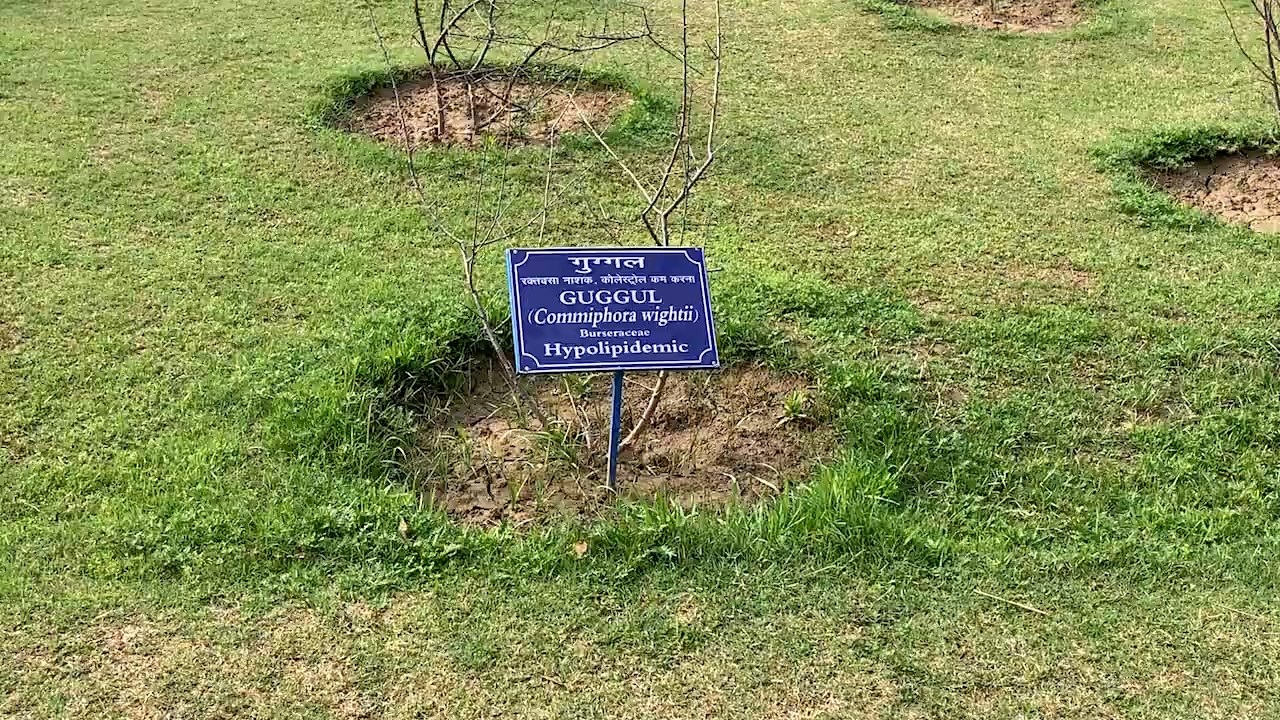 गुग्गल
रक्तवसा नाशक, कोलेस्ट्रोल कम करना
GUGGUL
(Commiphora wightii)
Burseraceae
Hypolipidemic